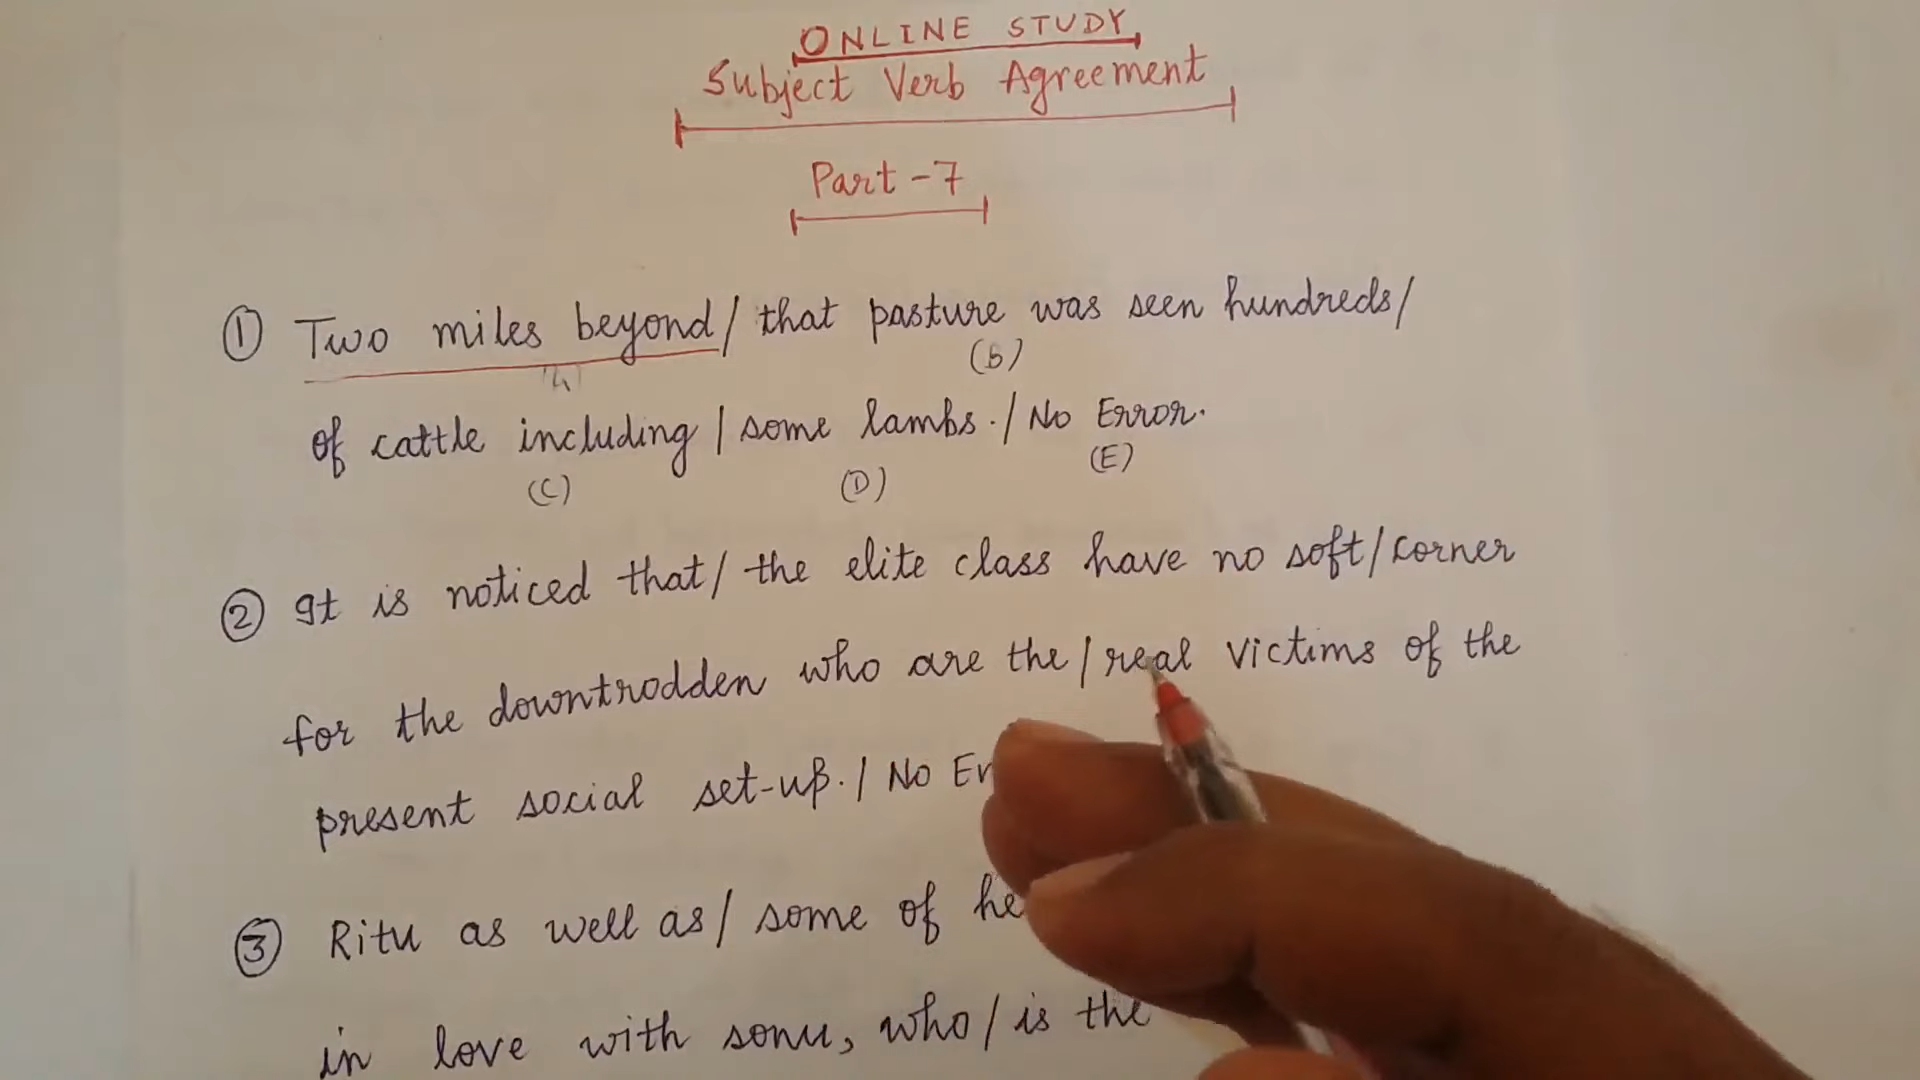 ONLINE STUDY
Subject Verb Agreement
Part - 7
① Two miles beyond / that pasture was seen hundreds /
(B)
of cattle including / some lambs. / No Error.
(C) (D) (E)
② It is noticed that / the elite class have no soft / corner
for the downtrodden who are the / real victims of the
present social set-up. / No
③ Ritu as well as / some of
in love with sonu, who / is the